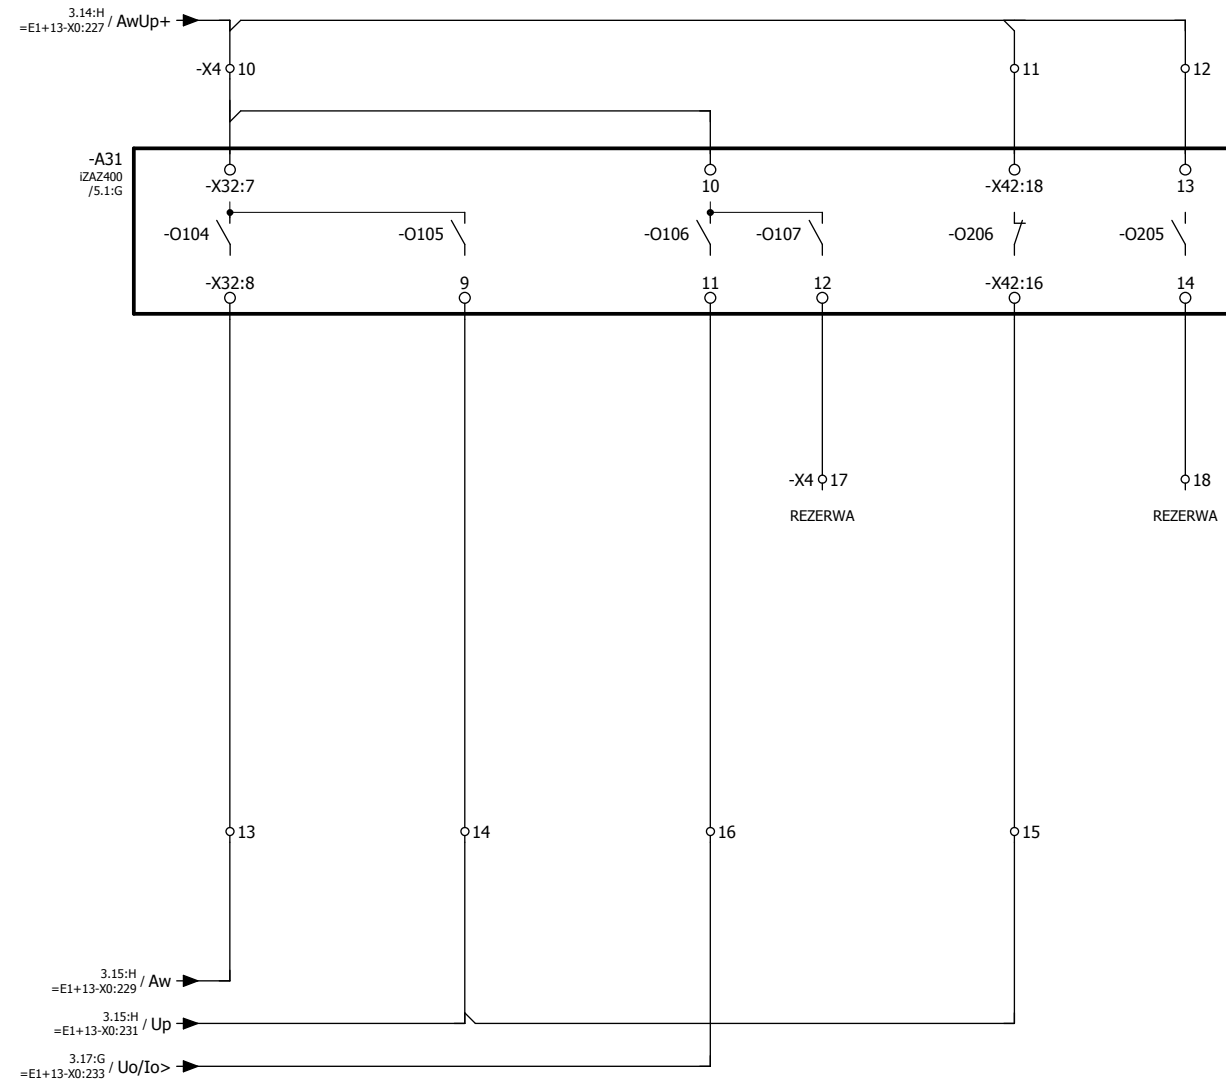 3.14:H
=E1+13-X0:227 / AwUp+
-X4 10
11
12
-A31
iZAZ400
/5.1:G
-X32:7
10
-X42:18
13
-O104
-O105
-O106
-O107
-O206
-O205
-X32:8
9
11
12
-X42:16
14
-X4 17
18
REZERWA
REZERWA
13
14
16
15
3.15:H
=E1+13-X0:229 / Aw
3.15:H
=E1+13-X0:231 / Up
3.17:G
=E1+13-X0:233 / Uo/Io>